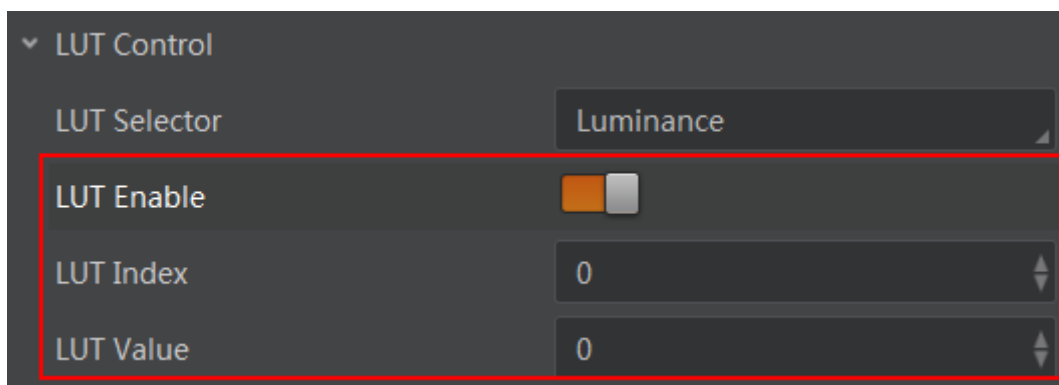 LUT Control
LUT Selector Luminance
LUT Enable
LUT Index 0
LUT Value 0